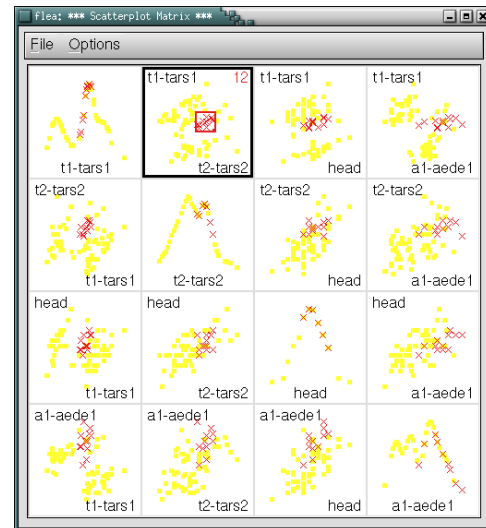 flea: *** Scatterplot Matrix ***
File Options
t1-tars1
t1-tars1 12
t2-tars2
t1-tars1
head
t1-tars1
a1-aede1
t2-tars2
t1-tars1
t2-tars2
t2-tars2
head
t2-tars2
a1-aede1
head
t1-tars1
head
t2-tars2
head
head
a1-aede1
a1-aede1
t1-tars1
a1-aede1
t2-tars2
a1-aede1
head
a1-aede1